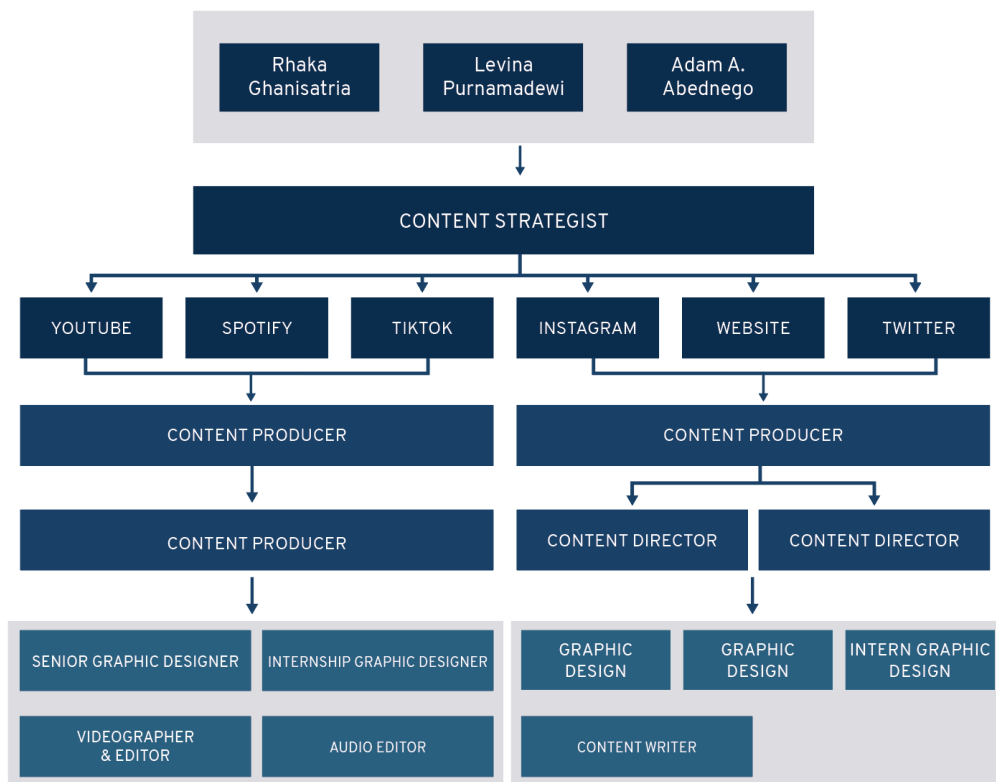 Rhaka
Ghanisatria
Levina
Purnamadewi
Adam A.
Abednego
CONTENT STRATEGIST
YOUTUBE
SPOTIFY
TIKTOK
INSTAGRAM
WEBSITE
TWITTER
CONTENT PRODUCER
CONTENT PRODUCER
CONTENT PRODUCER
CONTENT DIRECTOR
CONTENT DIRECTOR
SENIOR GRAPHIC DESIGNER
INTERNSHIP GRAPHIC DESIGNER
VIDEOGRAPHER
& EDITOR
AUDIO EDITOR
GRAPHIC
DESIGN
GRAPHIC
DESIGN
INTERN GRAPHIC
DESIGN
CONTENT WRITER